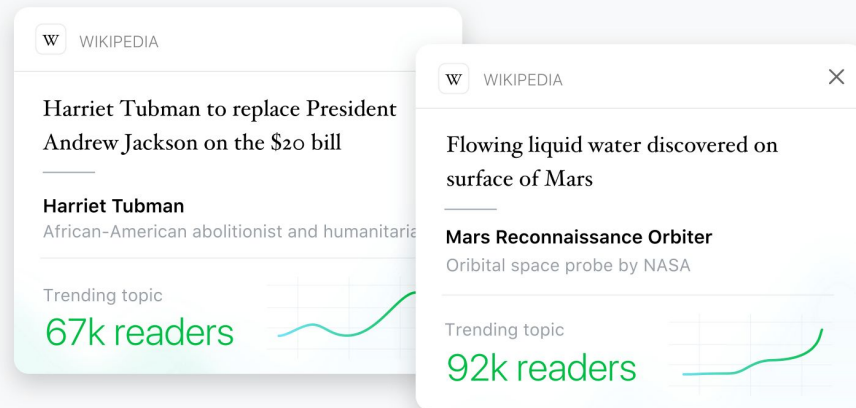 W WIKIPEDIA
Harriet Tubman to replace President
Andrew Jackson on the $20 bill
Harriet Tubman
African-American abolitionist and
Trending topic
67k readers
W WIKIPEDIA
Flowing liquid water discovered on
surface of Mars
Mars Reconnaissance Orbiter
Oribital space probe by NASA
Trending topic
92k readers